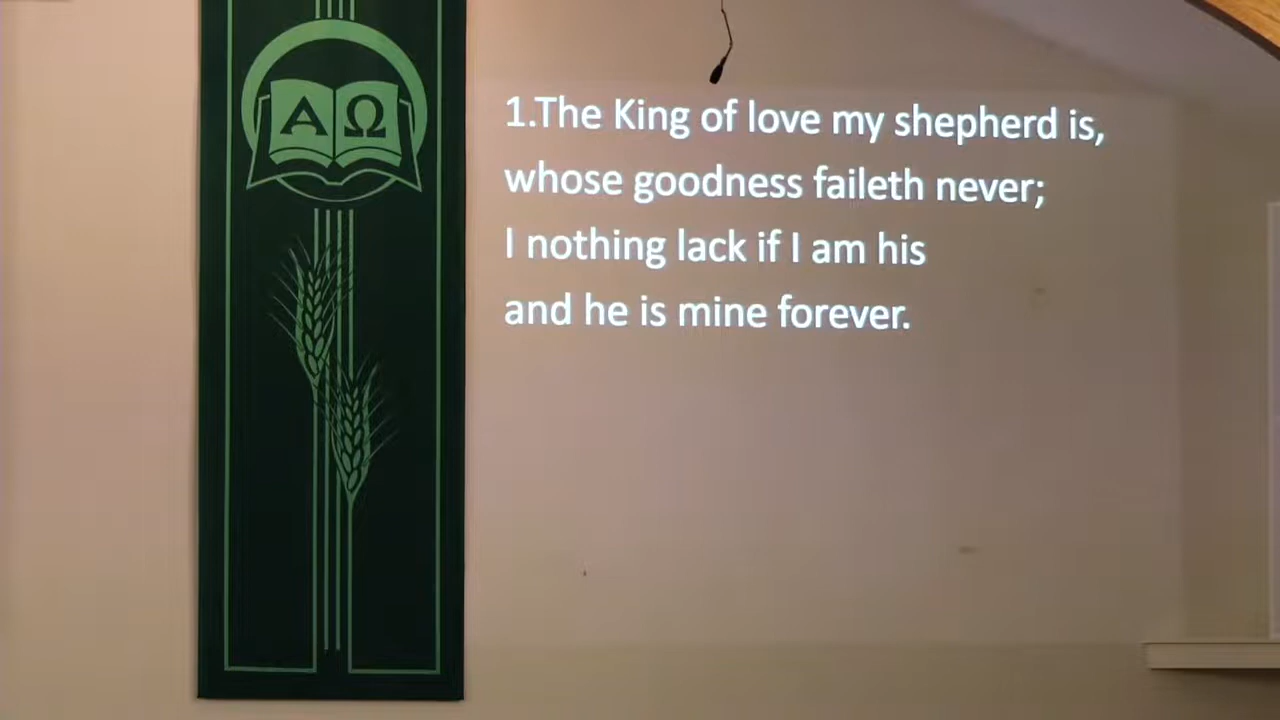 Α Ω
1.The King of love my shepherd is,
whose goodness faileth never;
I nothing lack if I am his
and he is mine forever.